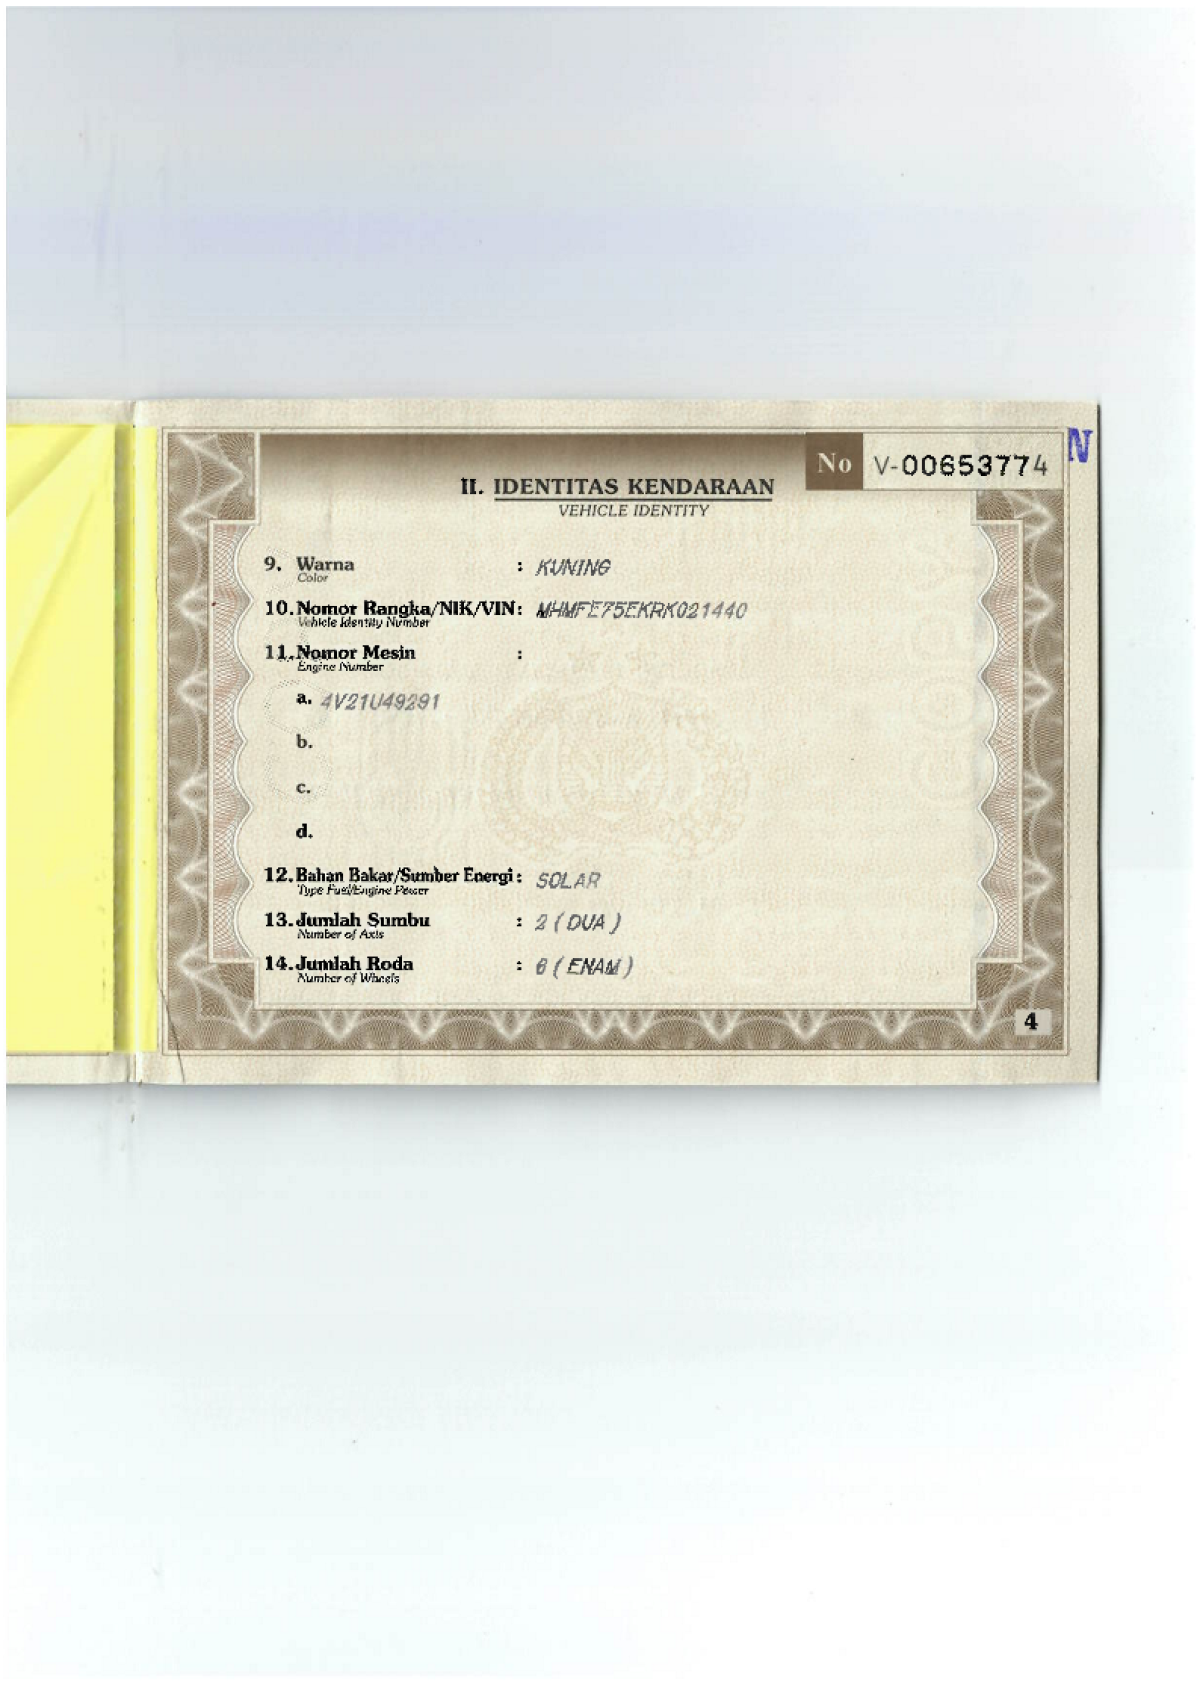 No V-00653774
N
II. IDENTITAS KENDARAAN
VEHICLE IDENTITY
9. Warna : KUNING
Color
10. Nomor Rangka/NIK/VIN : MHMFE75EKRK021440
Vehicle Identity Number
11. Nomor Mesin :
Engine Number
a. 4V21U49291
b.
c.
d.
12. Bahan Bakar/Sumber Energi : SOLAR
Type Fuel/Engine Power
13. Jumlah Sumbu : 2 ( DUA )
Number of Axis
14. Jumlah Roda : 6 ( ENAM )
Number of Wheels
4